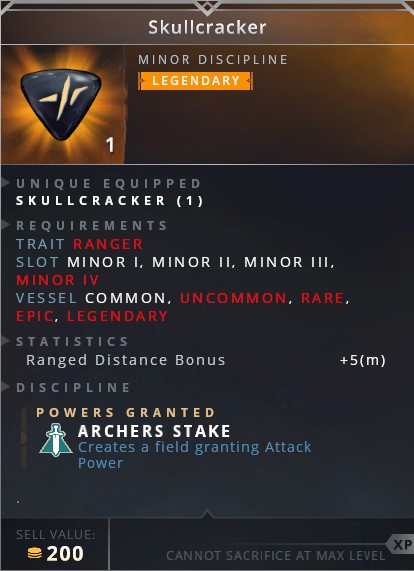 Skullcracker
MINOR DISCIPLINE
LEGENDARY
1
UNIQUE EQUIPPED
SKULLCRACKER (1)
REQUIREMENTS
TRAIT RANGER
SLOT MINOR I, MINOR II, MINOR III,
MINOR IV
VESSEL COMMON, UNCOMMON, RARE,
EPIC, LEGENDARY
STATISTICS
Ranged Distance Bonus +5(m)
DISCIPLINE
POWERS GRANTED
ARCHERS STAKE
Creates a field granting Attack
Power
SELL VALUE:
200
XP
CANNOT SACRIFICE AT MAX LEVEL